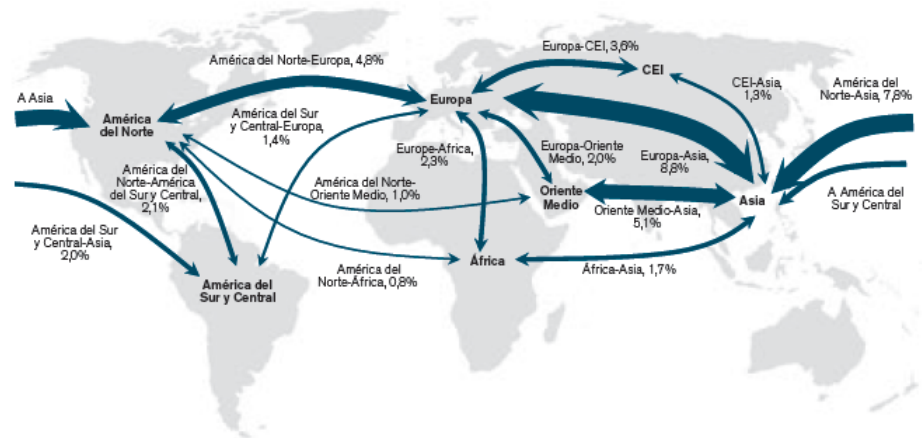 América del Norte-Europa, 4,8%
Europa-CEI, 3,6%
CEI
CEI-Asia,
1,3%
América del
Norte-Asia, 7,8%
A Asia
América
del Norte
América del Sur
y Central-Europa,
1,4%
Europa
Europe-Africa,
2,3%
Europa-Oriente
Medio, 2,0%
Europa-Asia,
8,8%
América del
Norte-América
del Sur y Central,
2,1%
América del Norte-
Oriente Medio, 1,0%
Oriente
Medio
Oriente Medio-Asia,
5,1%
Asia
A América del
Sur y Central
América del Sur
y Central-Asia,
2,0%
América del
Sur y Central
América del
Norte-África, 0,8%
África
África-Asia, 1,7%